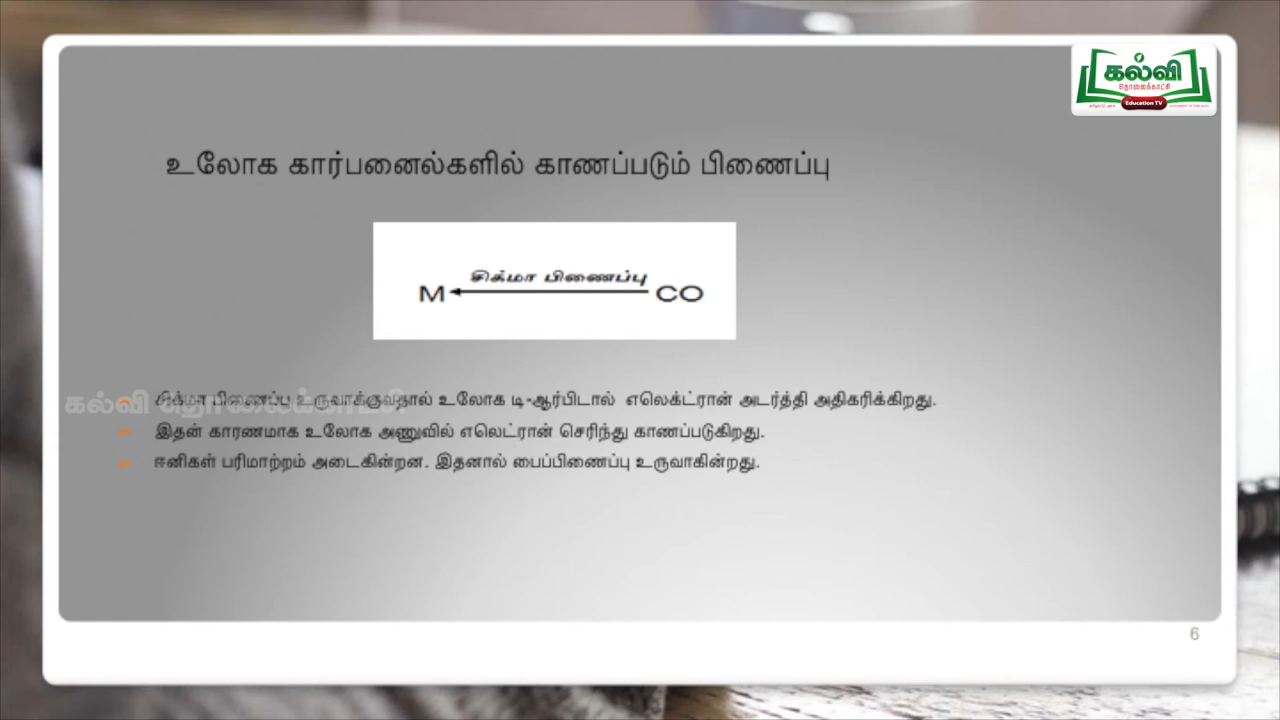 கல்வி
தொலைக்காட்சி
Education TV
உலோக கார்பனைல்களில் காணப்படும் பிணைப்பு
சிக்மா பிணைப்பு
M CO
கல்வி தொலைக்காட்சி
சிக்மா பிணைப்பு உருவாக்குவதால் உலோக டி-ஆர்பிடால் எலெக்ட்ரான் அடர்த்தி அதிகரிக்கிறது.
இதன் காரணமாக உலோக அணுவில் எலெட்ரான் செரிந்து காணப்படுகிறது.
ஈனிகள் பரிமாற்றம் அடைகின்றன. இதனால் பைப்பிணைப்பு உருவாகின்றது.
6